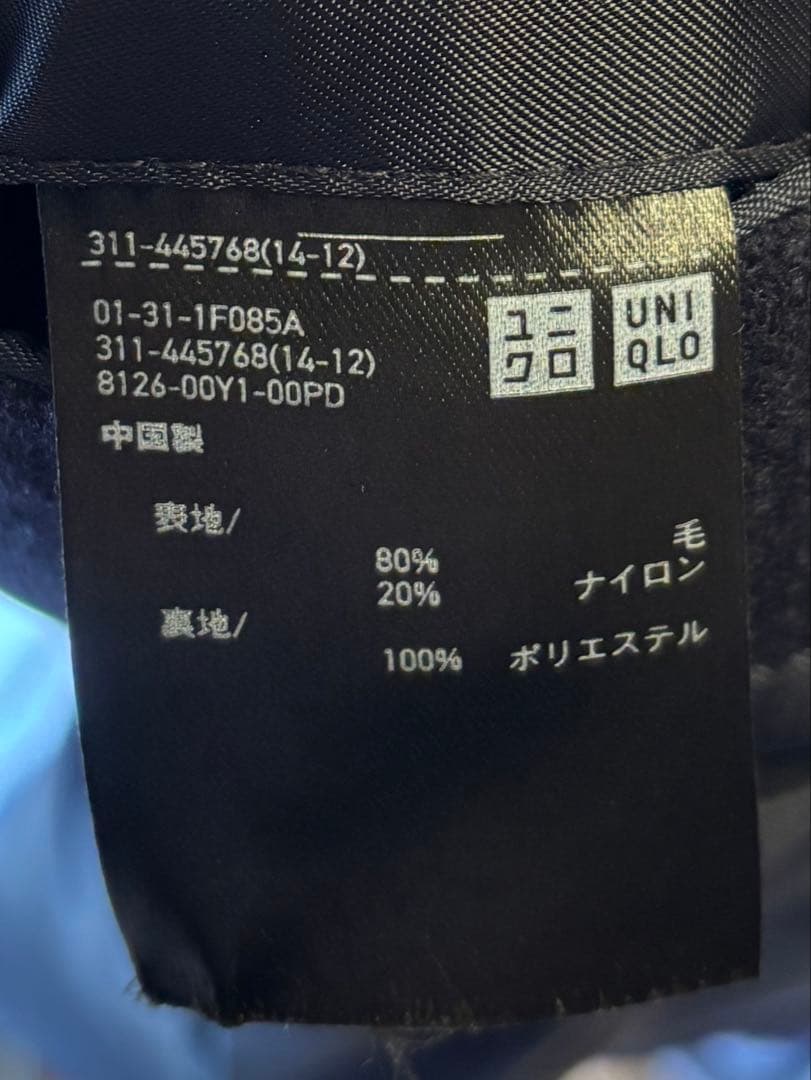 311-445768(14-12)
01-31-1F085A
311-445768(14-12)
8126-00Y1-00PD
中国製
ユニ
クロ
UNI
QLO
表地/
80% 毛
20% ナイロン
裏地/
100% ポリエステル